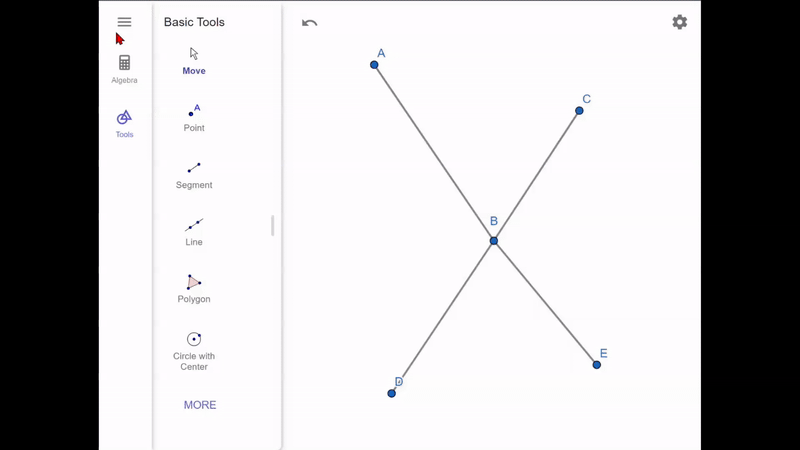 Algebra
Tools
Basic Tools
Move
A
Point
Segment
Line
Polygon
Circle with
Center
MORE
A
C
B
E
D